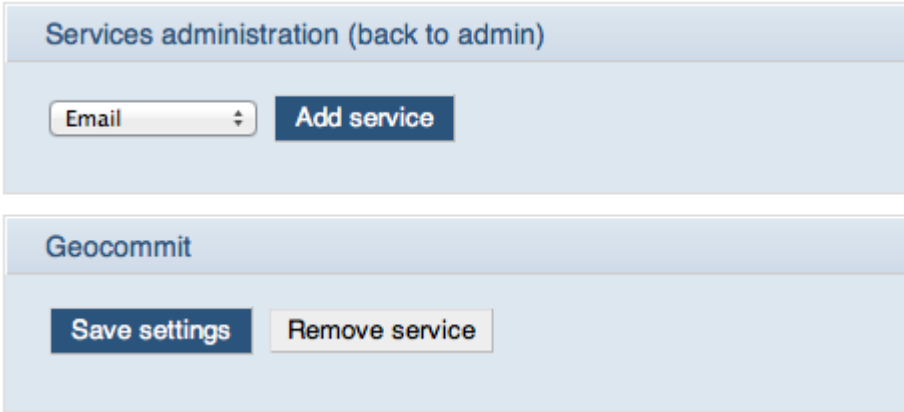 Services administration (back to admin)
Email Add service
Geocommit
Save settings Remove service